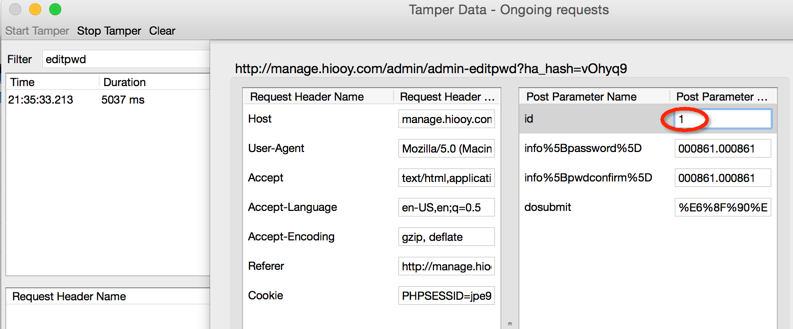 Tamper Data - Ongoing requests
Start Tamper Stop Tamper Clear
Filter editpwd
http://manage.hiooy.com/admin/admin-editpwd?ha_hash=vOhyq9
Time Duration
21:35:33.213 5037 ms
Request Header Name Request Header ...
Host manage.hiooy.con
User-Agent Mozilla/5.0 (Macin
Accept text/html,applicati
Accept-Language en-US,en;q=0.5
Accept-Encoding gzip, deflate
Referer http://manage.hioo
Cookie PHPSESSID=jpe9
Post Parameter Name Post Parameter ...
id 1
info%5Bpassword%5D 000861.000861
info%5Bpwdconfirm%5D 000861.000861
dosubmit %E6%8F%90%E
Request Header Name